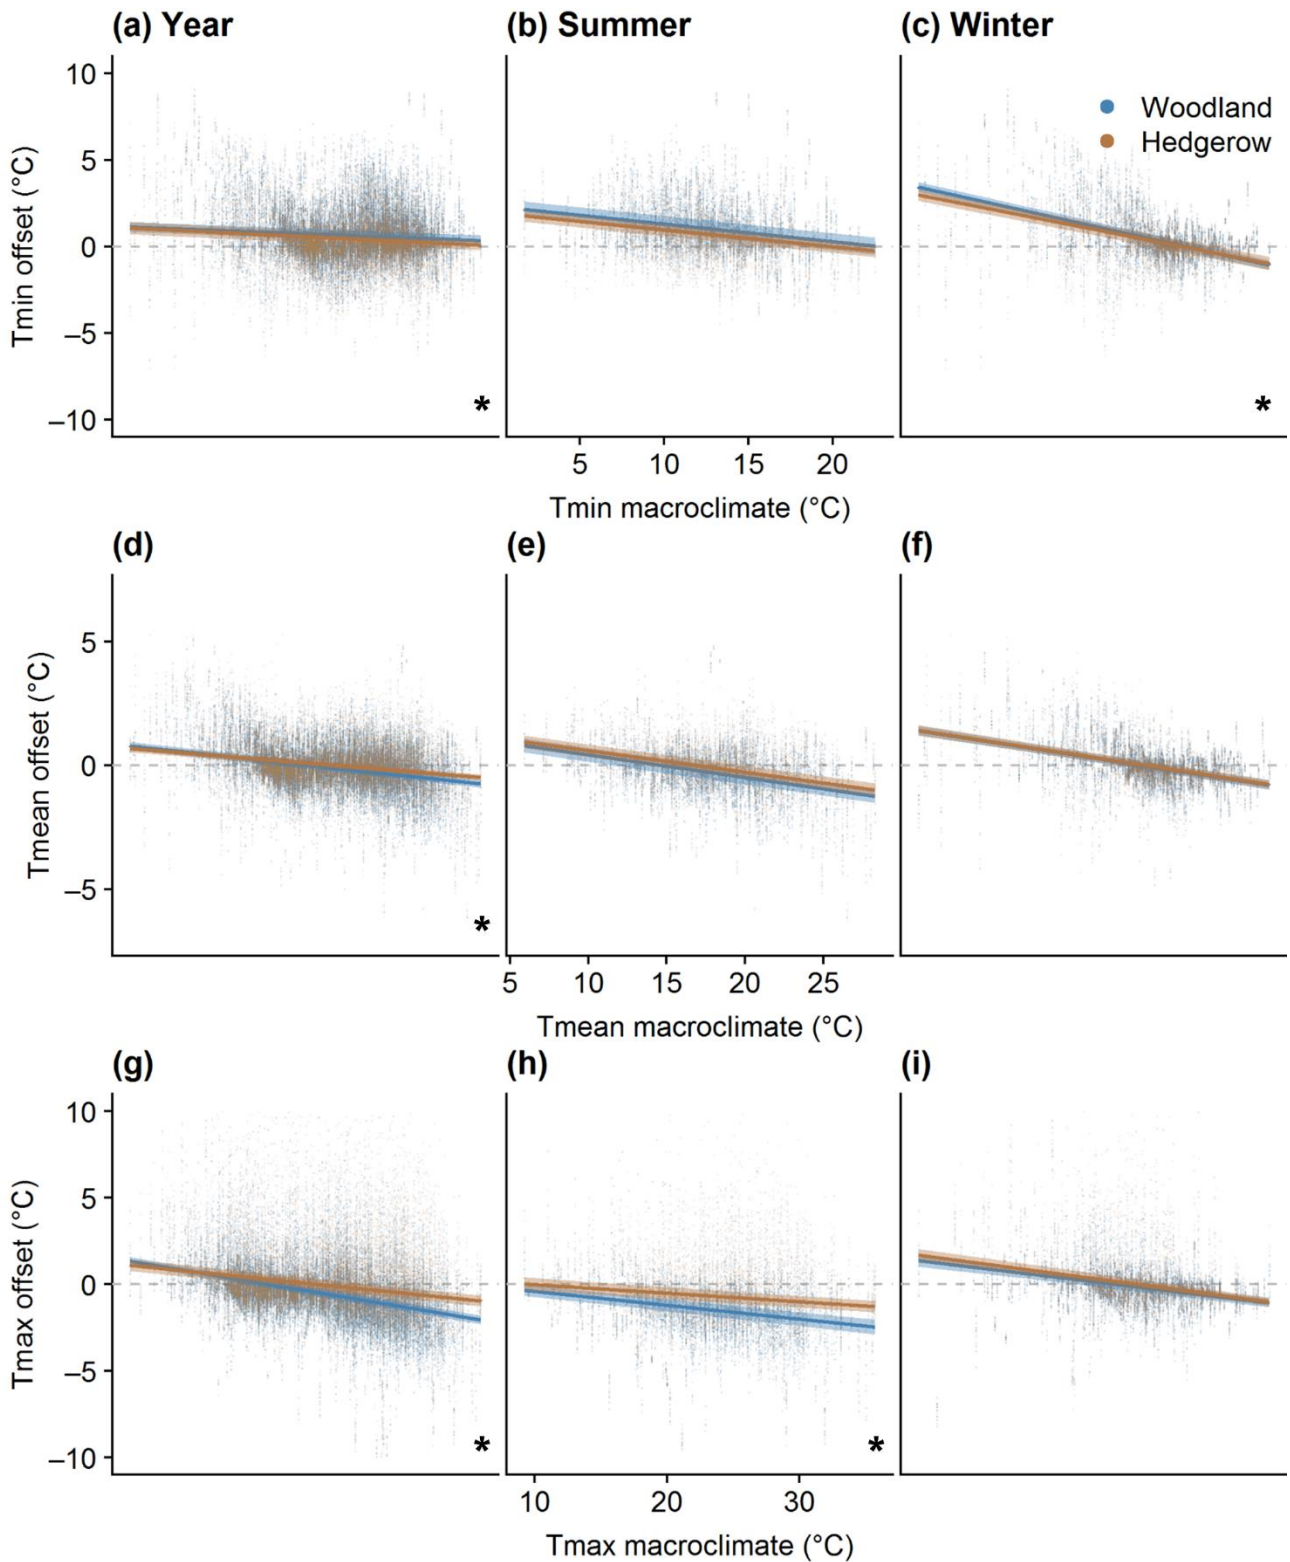 (a) Year
(b) Summer
(c) Winter
10
5
0
–5
–10
Tmin offset (°C)
Woodland
Hedgerow
*
*
5 10 15 20
Tmin macroclimate (°C)
(d)
(e)
(f)
5
0
–5
Tmean offset (°C)
*
5 10 15 20 25
Tmean macroclimate (°C)
(g)
(h)
(i)
10
5
0
–5
–10
Tmax offset (°C)
*
*
10 20 30
Tmax macroclimate (°C)